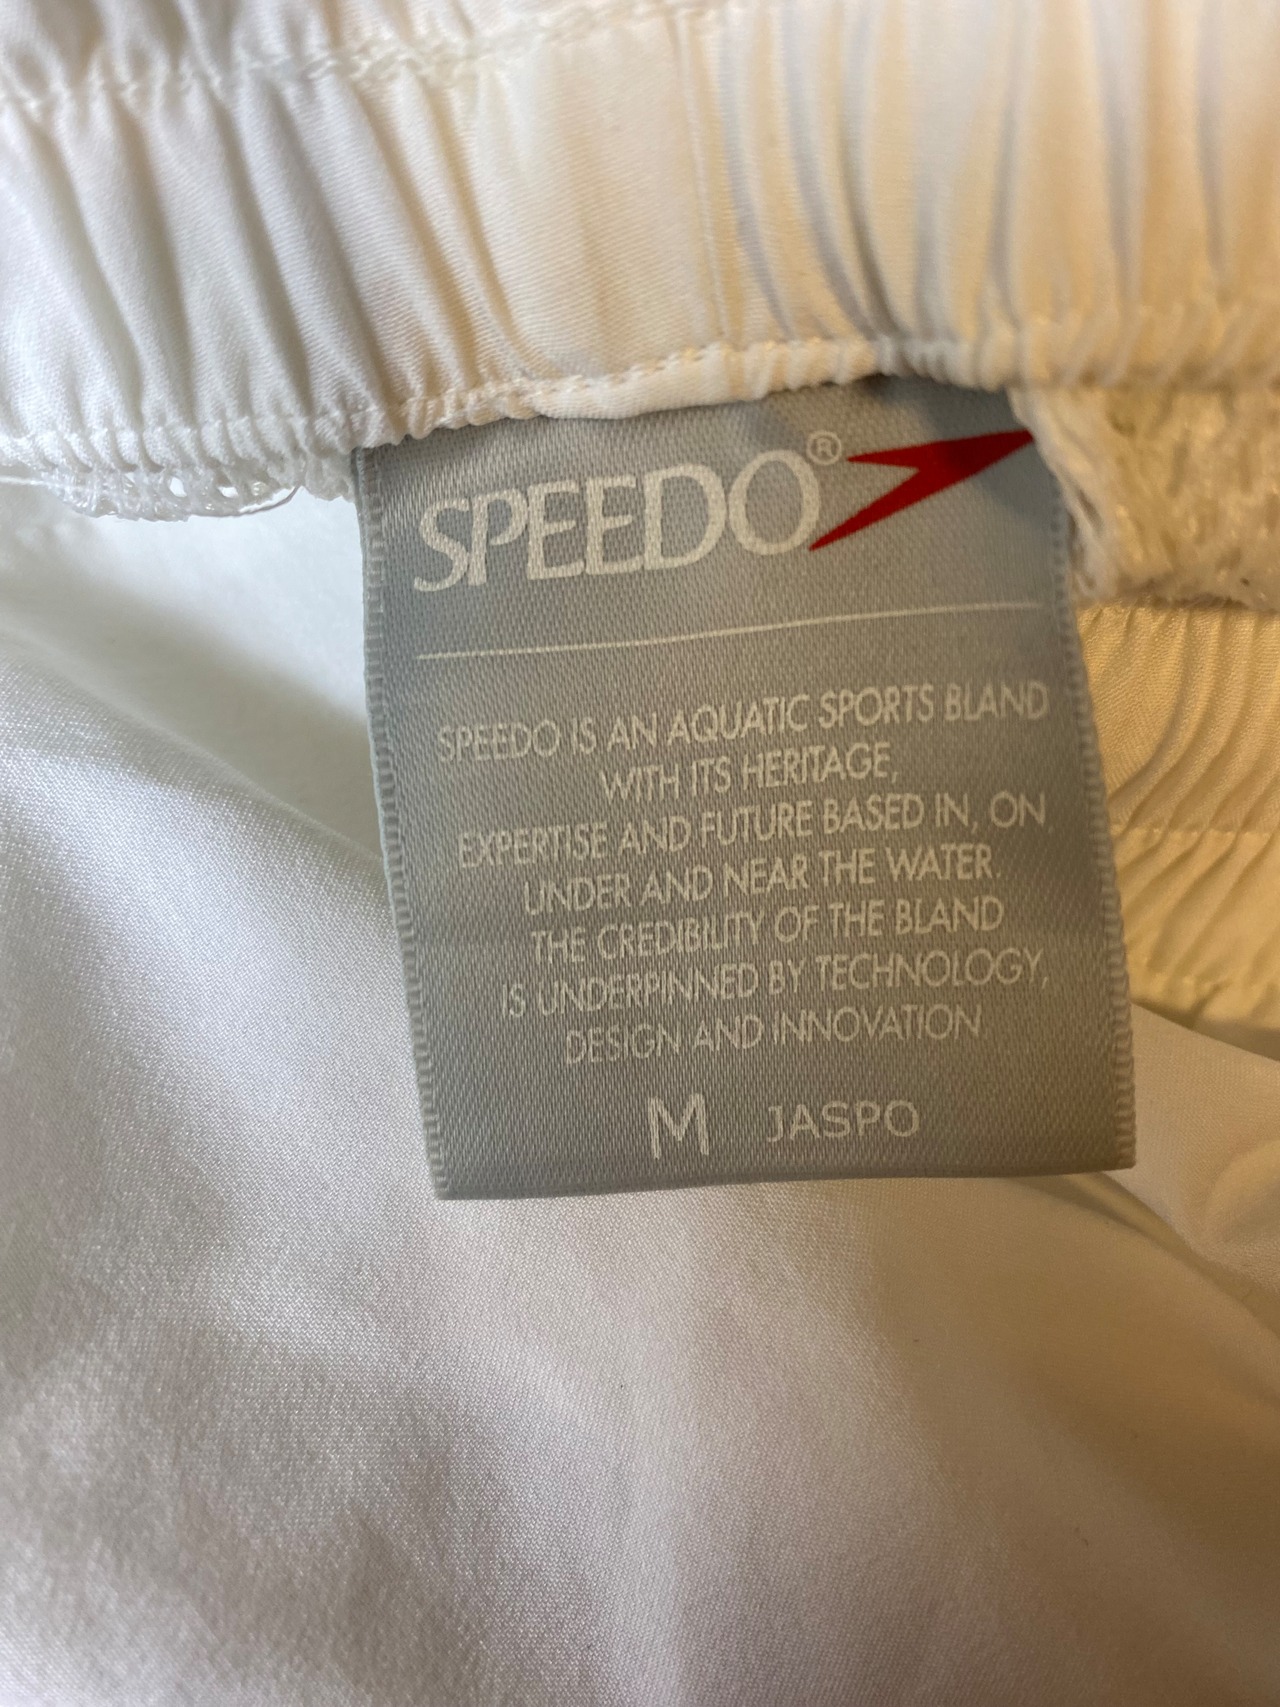 SPEEDO®
SPEEDO IS AN AQUATIC SPORTS BLAND
WITH ITS HERITAGE,
EXPERTISE AND FUTURE BASED IN, ON,
UNDER AND NEAR THE WATER.
THE CREDIBILITY OF THE BLAND
IS UNDERPINNED BY TECHNOLOGY,
DESIGN AND INNOVATION
M JASPO